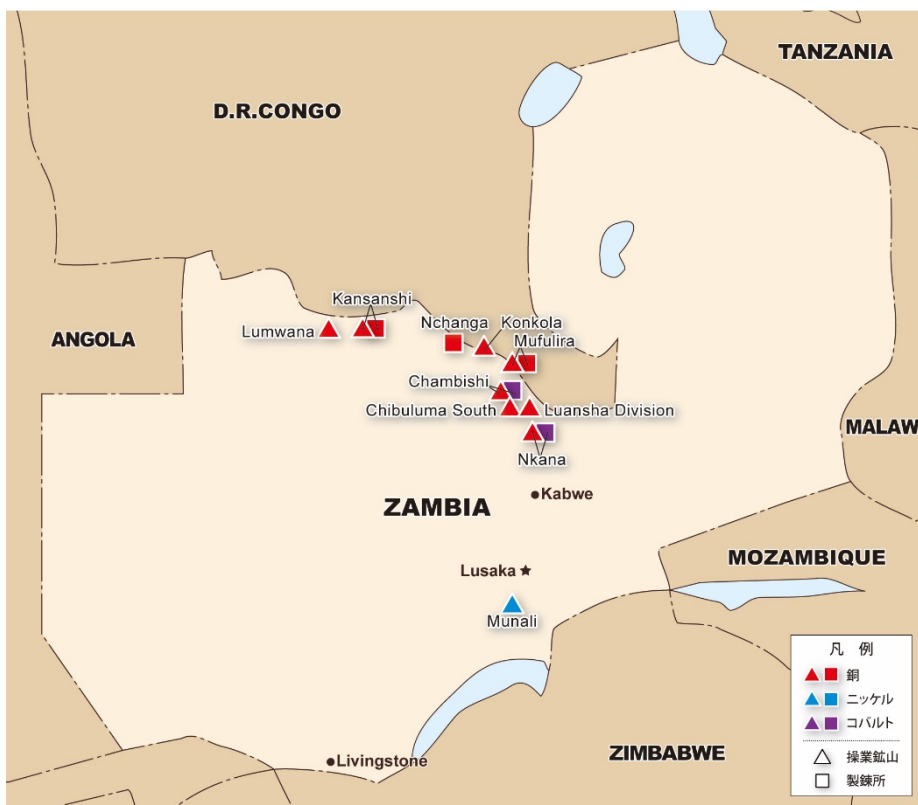 TANZANIA
D.R.CONGO
Kansanshi
Lumwana
Nchanga
Konkola
Mufulira
ANGOLA
Chambishi
Chibuluma South
Luansha Division
MALAW
Nkana
Kabwe
ZAMBIA
MOZAMBIQUE
Lusaka
Munali
凡 例
銅
ニッケル
コバルト
操業鉱山
製錬所
ZIMBABWE
Livingstone